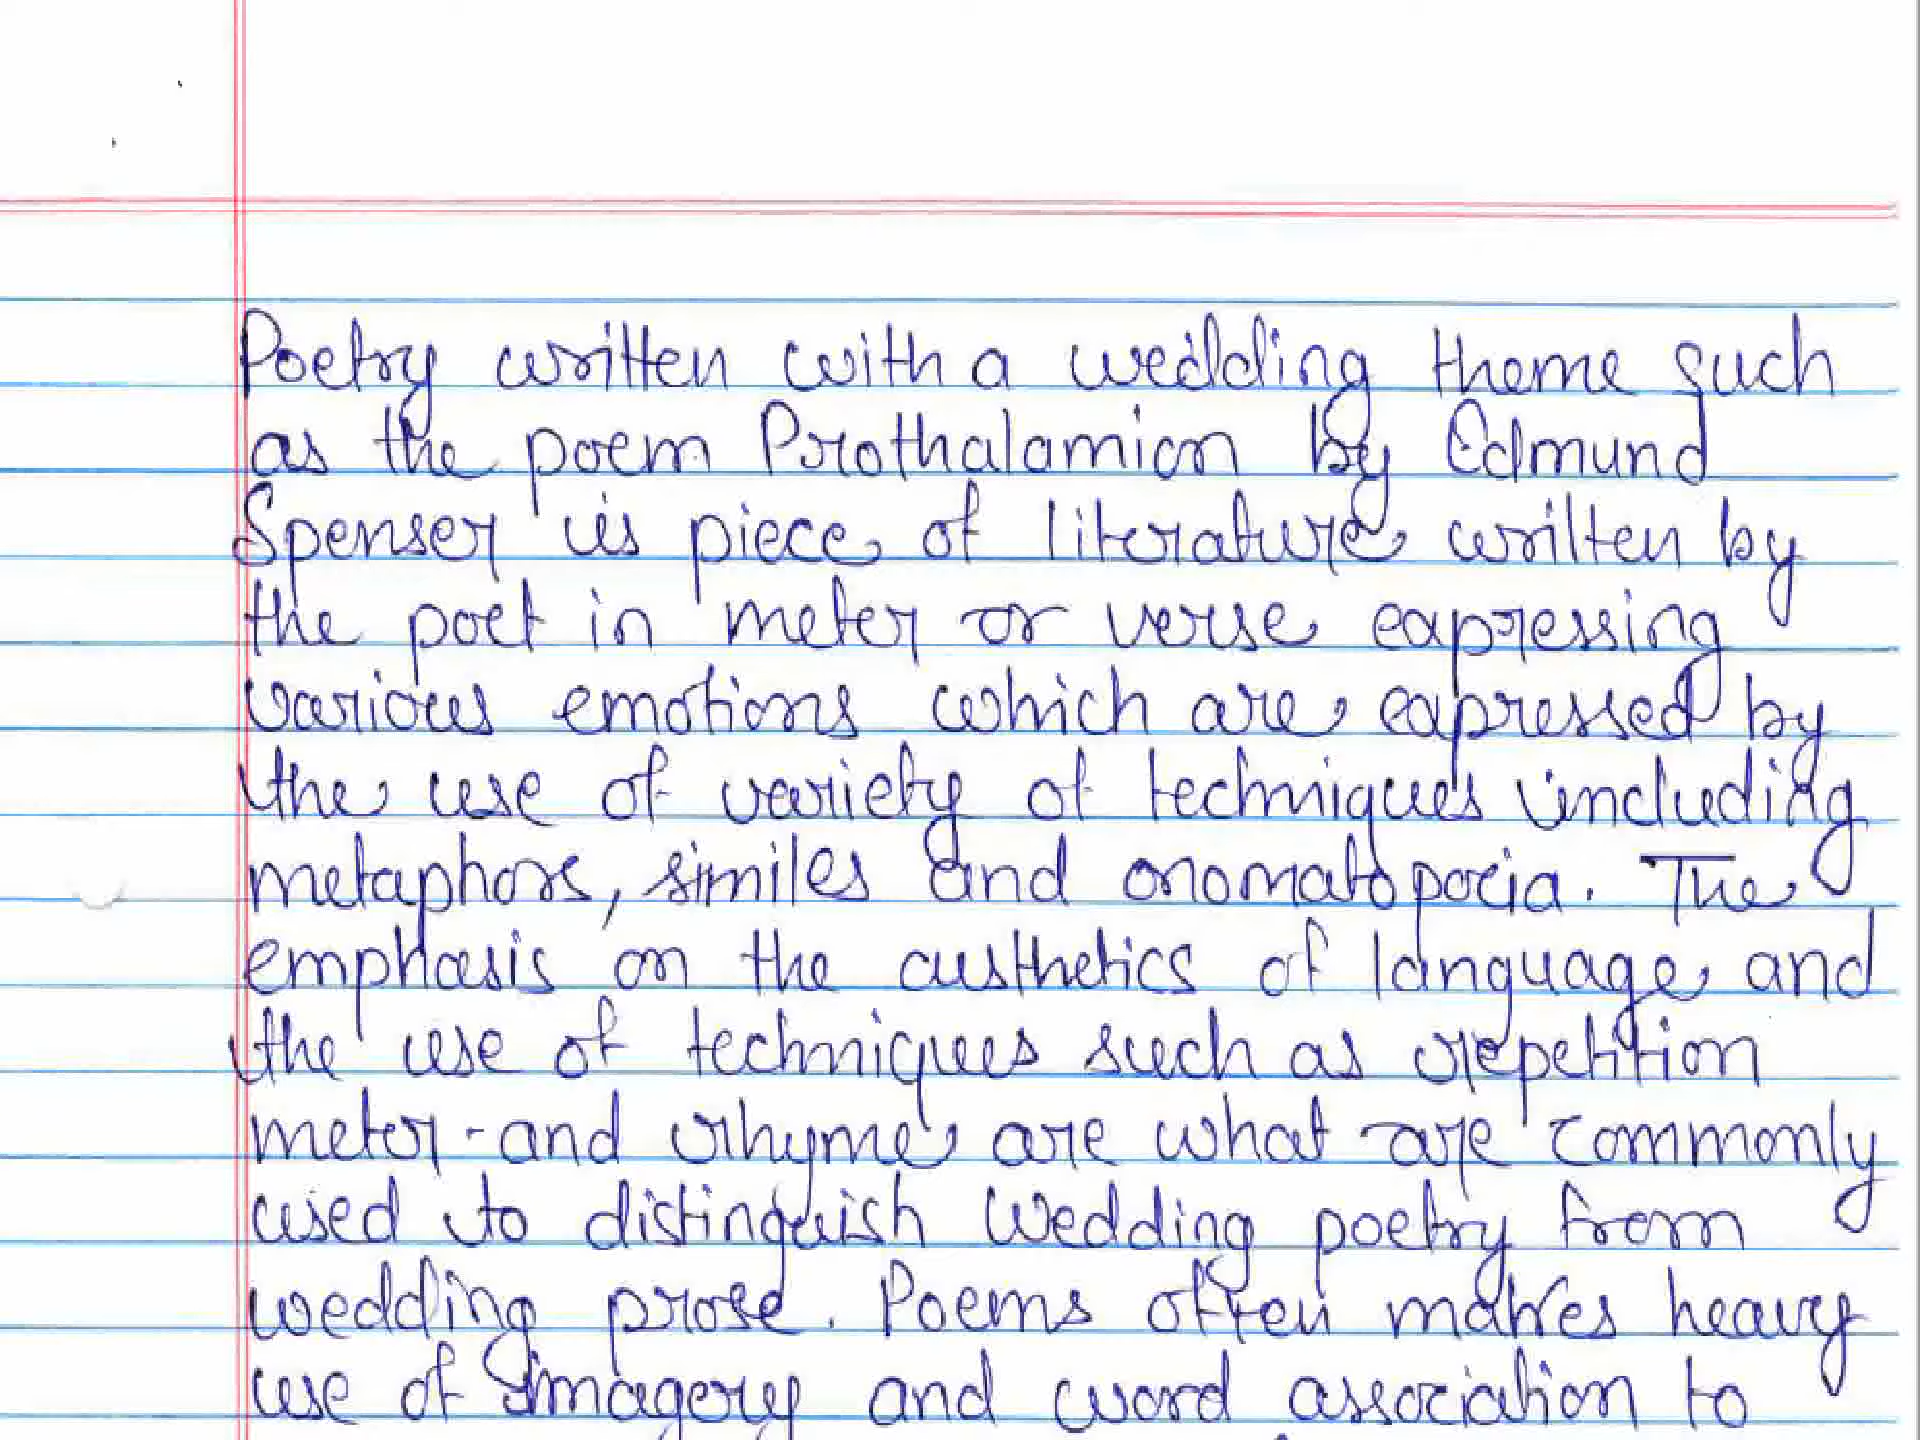 Poetry written with a wedding theme such
as the poem Prothalamion by Edmund
Spenser is piece of literature written by
the poet in meter or verse expressing
various emotions which are expressed by
the use of variety of techniques including
metaphors, similes and onomatopoeia. The
emphasis on the austhetics of language and
the use of techniques such as repetition
meter - and rhyme are what are commonly
used to distinguish wedding poetry from
wedding prose. Poems often makes heavy
use of imagery and word association to